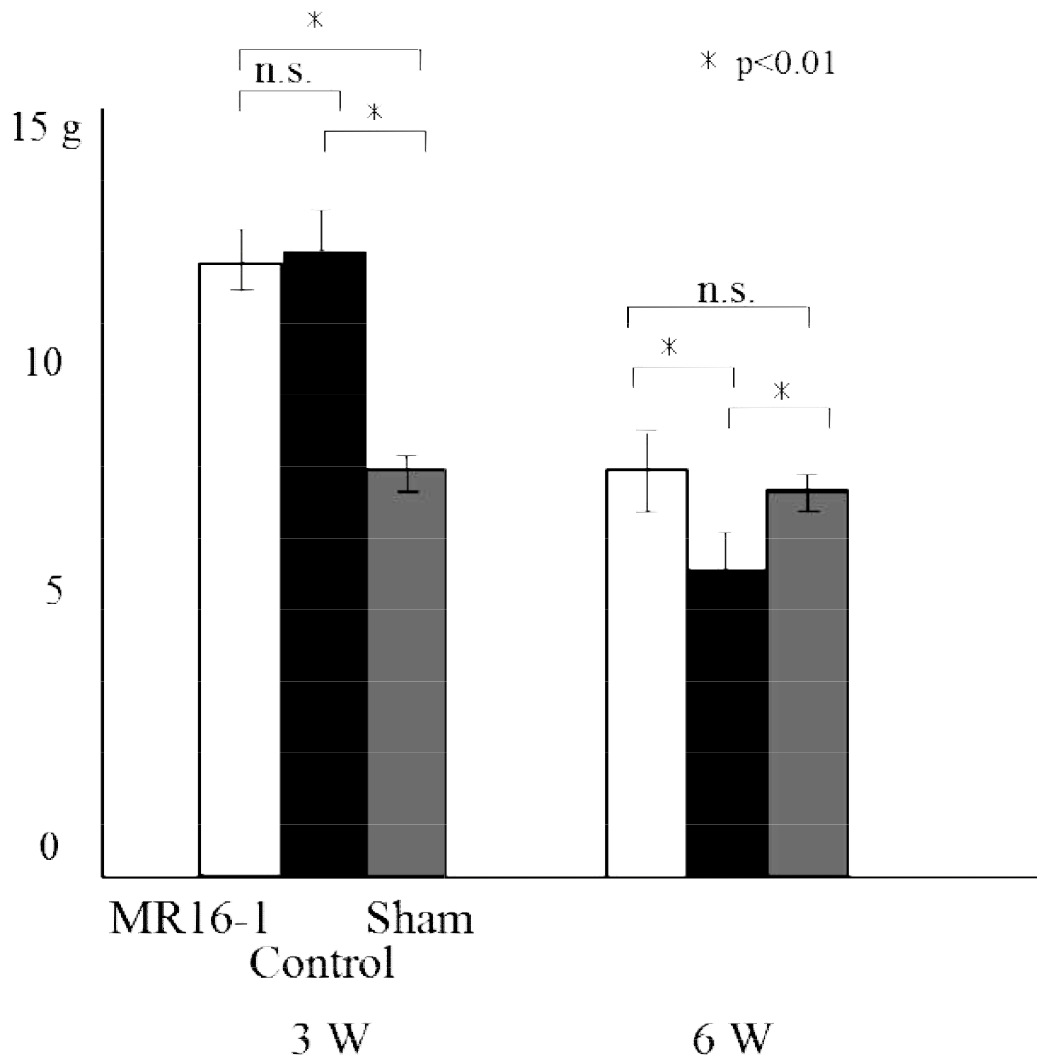 *
* p<0.01
n.s.
*
15 g
n.s.
*
10
*
5
0
MR16-1
Sham
Control
3 W
6 W